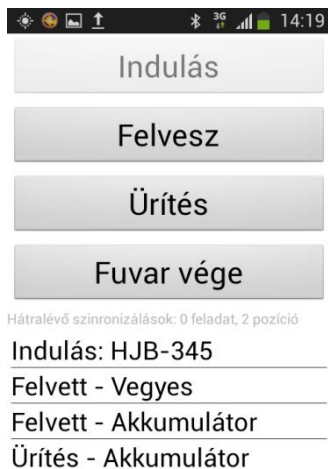 3G 14:19
Indulás
Felvesz
Ürítés
Fuvar vége
Hátralévő szinronizálások: 0 feladat, 2 pozíció
Indulás: HJB-345
Felvett - Vegyes
Felvett - Akkumulátor
Ürítés - Akkumulátor